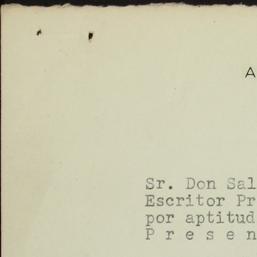 A
Sr. Don Sal
Escritor Pr
por aptitud
P r e s e n